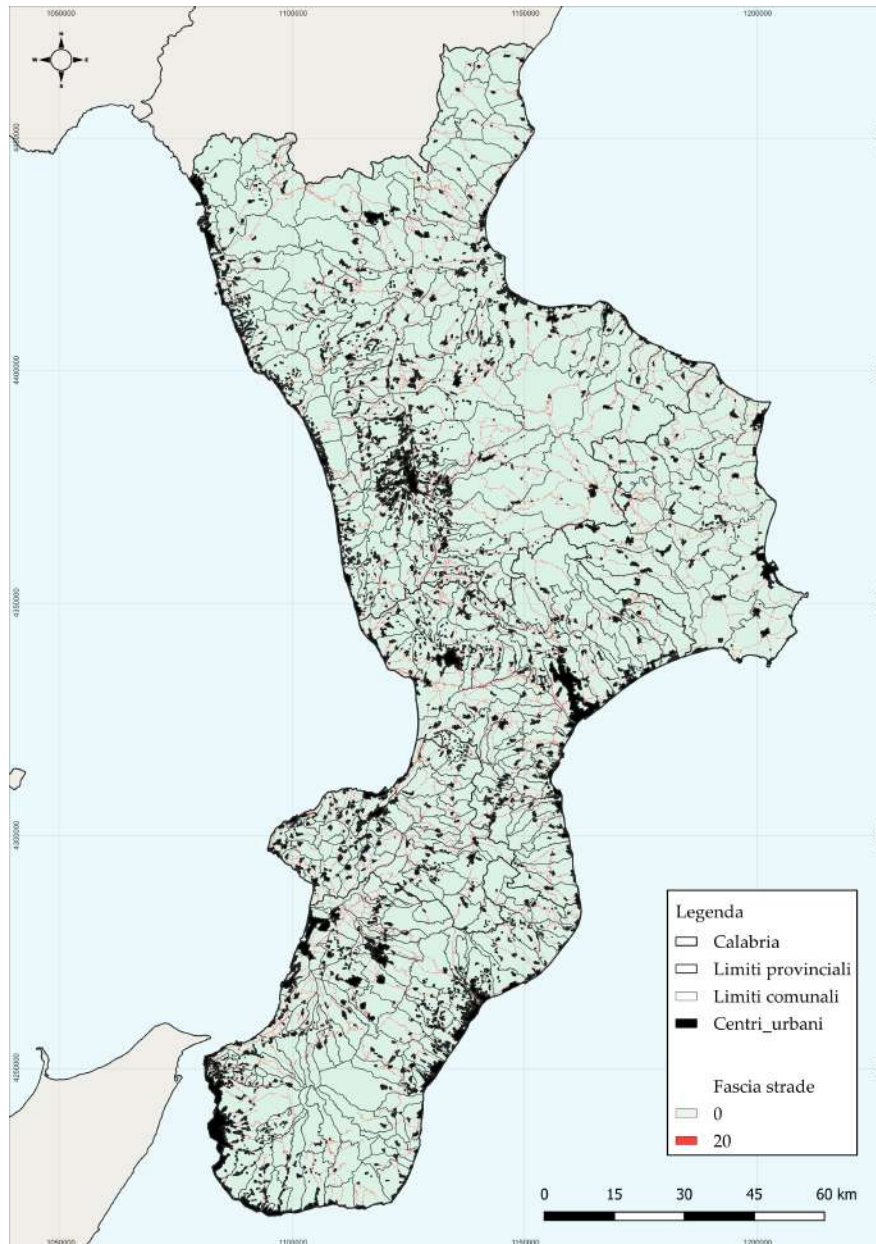 1050000 1100000 1150000 1200000
N
W E
S
4400000
4350000
4300000
4250000
Legenda
Calabria
Limiti provinciali
Limiti comunali
Centri_urbani
Fascia strade
0
20
0 15 30 45 60 km
1050000 1100000 1150000 1200000